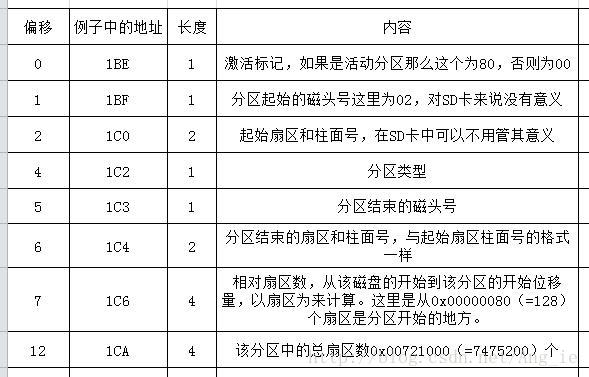 偏移 例子中的地址 长度 内容
0 1BE 1 激活标记，如果是活动分区那么这个为80，否则为00
1 1BF 1 分区起始的磁头号这里为02，对SD卡来说没有意义
2 1C0 2 起始扇区和柱面号，在SD卡中可以不用管其意义
4 1C2 1 分区类型
5 1C3 1 分区结束的磁头号
6 1C4 2 分区结束的扇区和柱面号，与起始扇区柱面号的格式
一样
7 1C6 4 相对扇区数，从该磁盘的开始到该分区的开始位移
量，以扇区为来计算。这里是从0x00000080（=128）
个扇区是分区开始的地方。
12 1CA 4 该分区中的总扇区数0x00721000（=7475200）个
http://blog.csdn.net/ang_ie